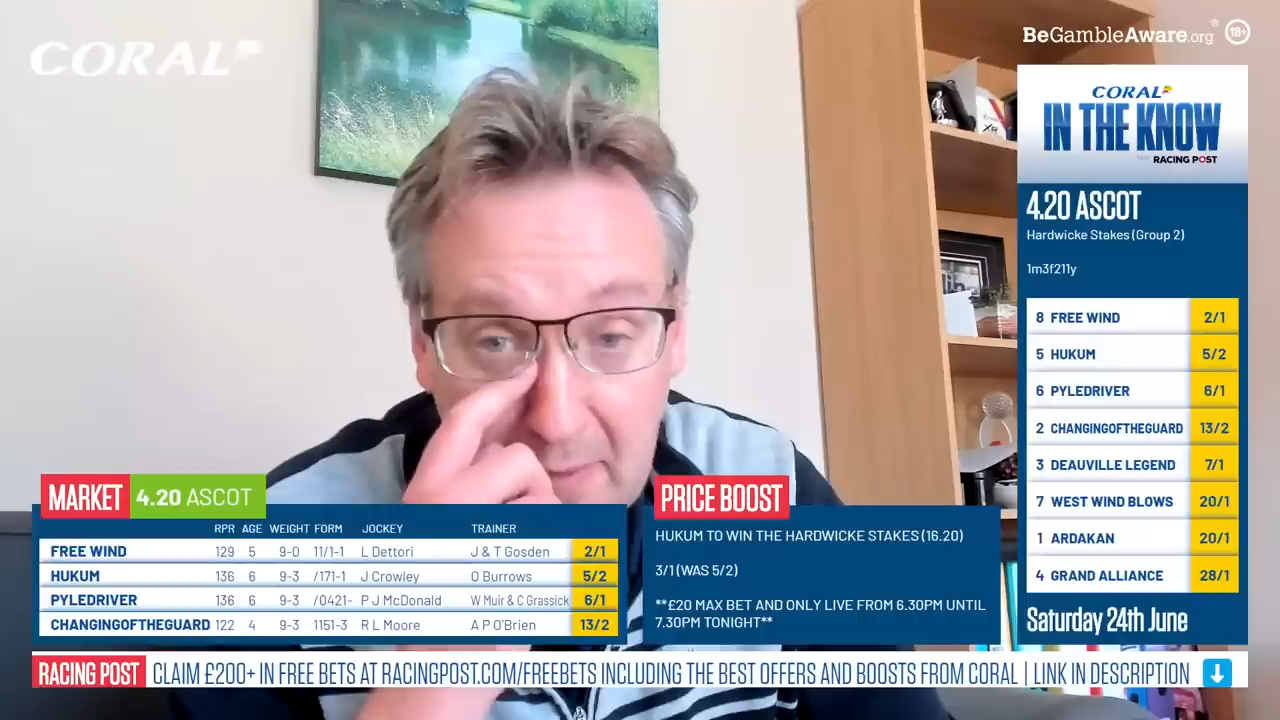 CORAL
BeGambleAware.org® 18+
CORAL
IN THE KNOW
THE RACING POST
4.20 ASCOT
Hardwicke Stakes (Group 2)
1m3f211y
8 FREE WIND 2/1
5 HUKUM 5/2
6 PYLEDRIVER 6/1
2 CHANGINGOFTHEGUARD 13/2
3 DEAUVILLE LEGEND 7/1
7 WEST WIND BLOWS 20/1
1 ARDAKAN 20/1
4 GRAND ALLIANCE 28/1
Saturday 24th June
MARKET 4.20 ASCOT
RPR AGE WEIGHT FORM JOCKEY TRAINER
FREE WIND 129 5 9-0 11/1-1 L Dettori J & T Gosden 2/1
HUKUM 136 6 9-3 /171-1 J Crowley O Burrows 5/2
PYLEDRIVER 136 6 9-3 /0421- P J McDonald W Muir & C Grassick 6/1
CHANGINGOFTHEGUARD 122 4 9-3 1151-3 R L Moore A P O'Brien 13/2
PRICE BOOST
HUKUM TO WIN THE HARDWICKE STAKES (16.20)
3/1 (WAS 5/2)
**£20 MAX BET AND ONLY LIVE FROM 6.30PM UNTIL
7.30PM TONIGHT**
RACING POST CLAIM £200+ IN FREE BETS AT RACINGPOST.COM/FREEBETS INCLUDING THE BEST OFFERS AND BOOSTS FROM CORAL | LINK IN DESCRIPTION